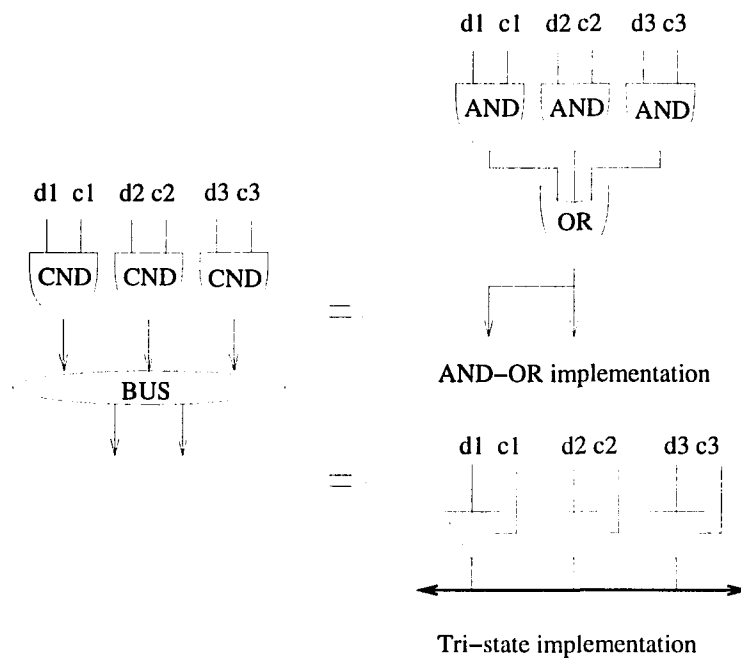 d1 c1 d2 c2 d3 c3
AND AND AND
OR
d1 c1 d2 c2 d3 c3
CND CND CND
=
BUS
AND–OR implementation
d1 c1 d2 c2 d3 c3
=
Tri–state implementation